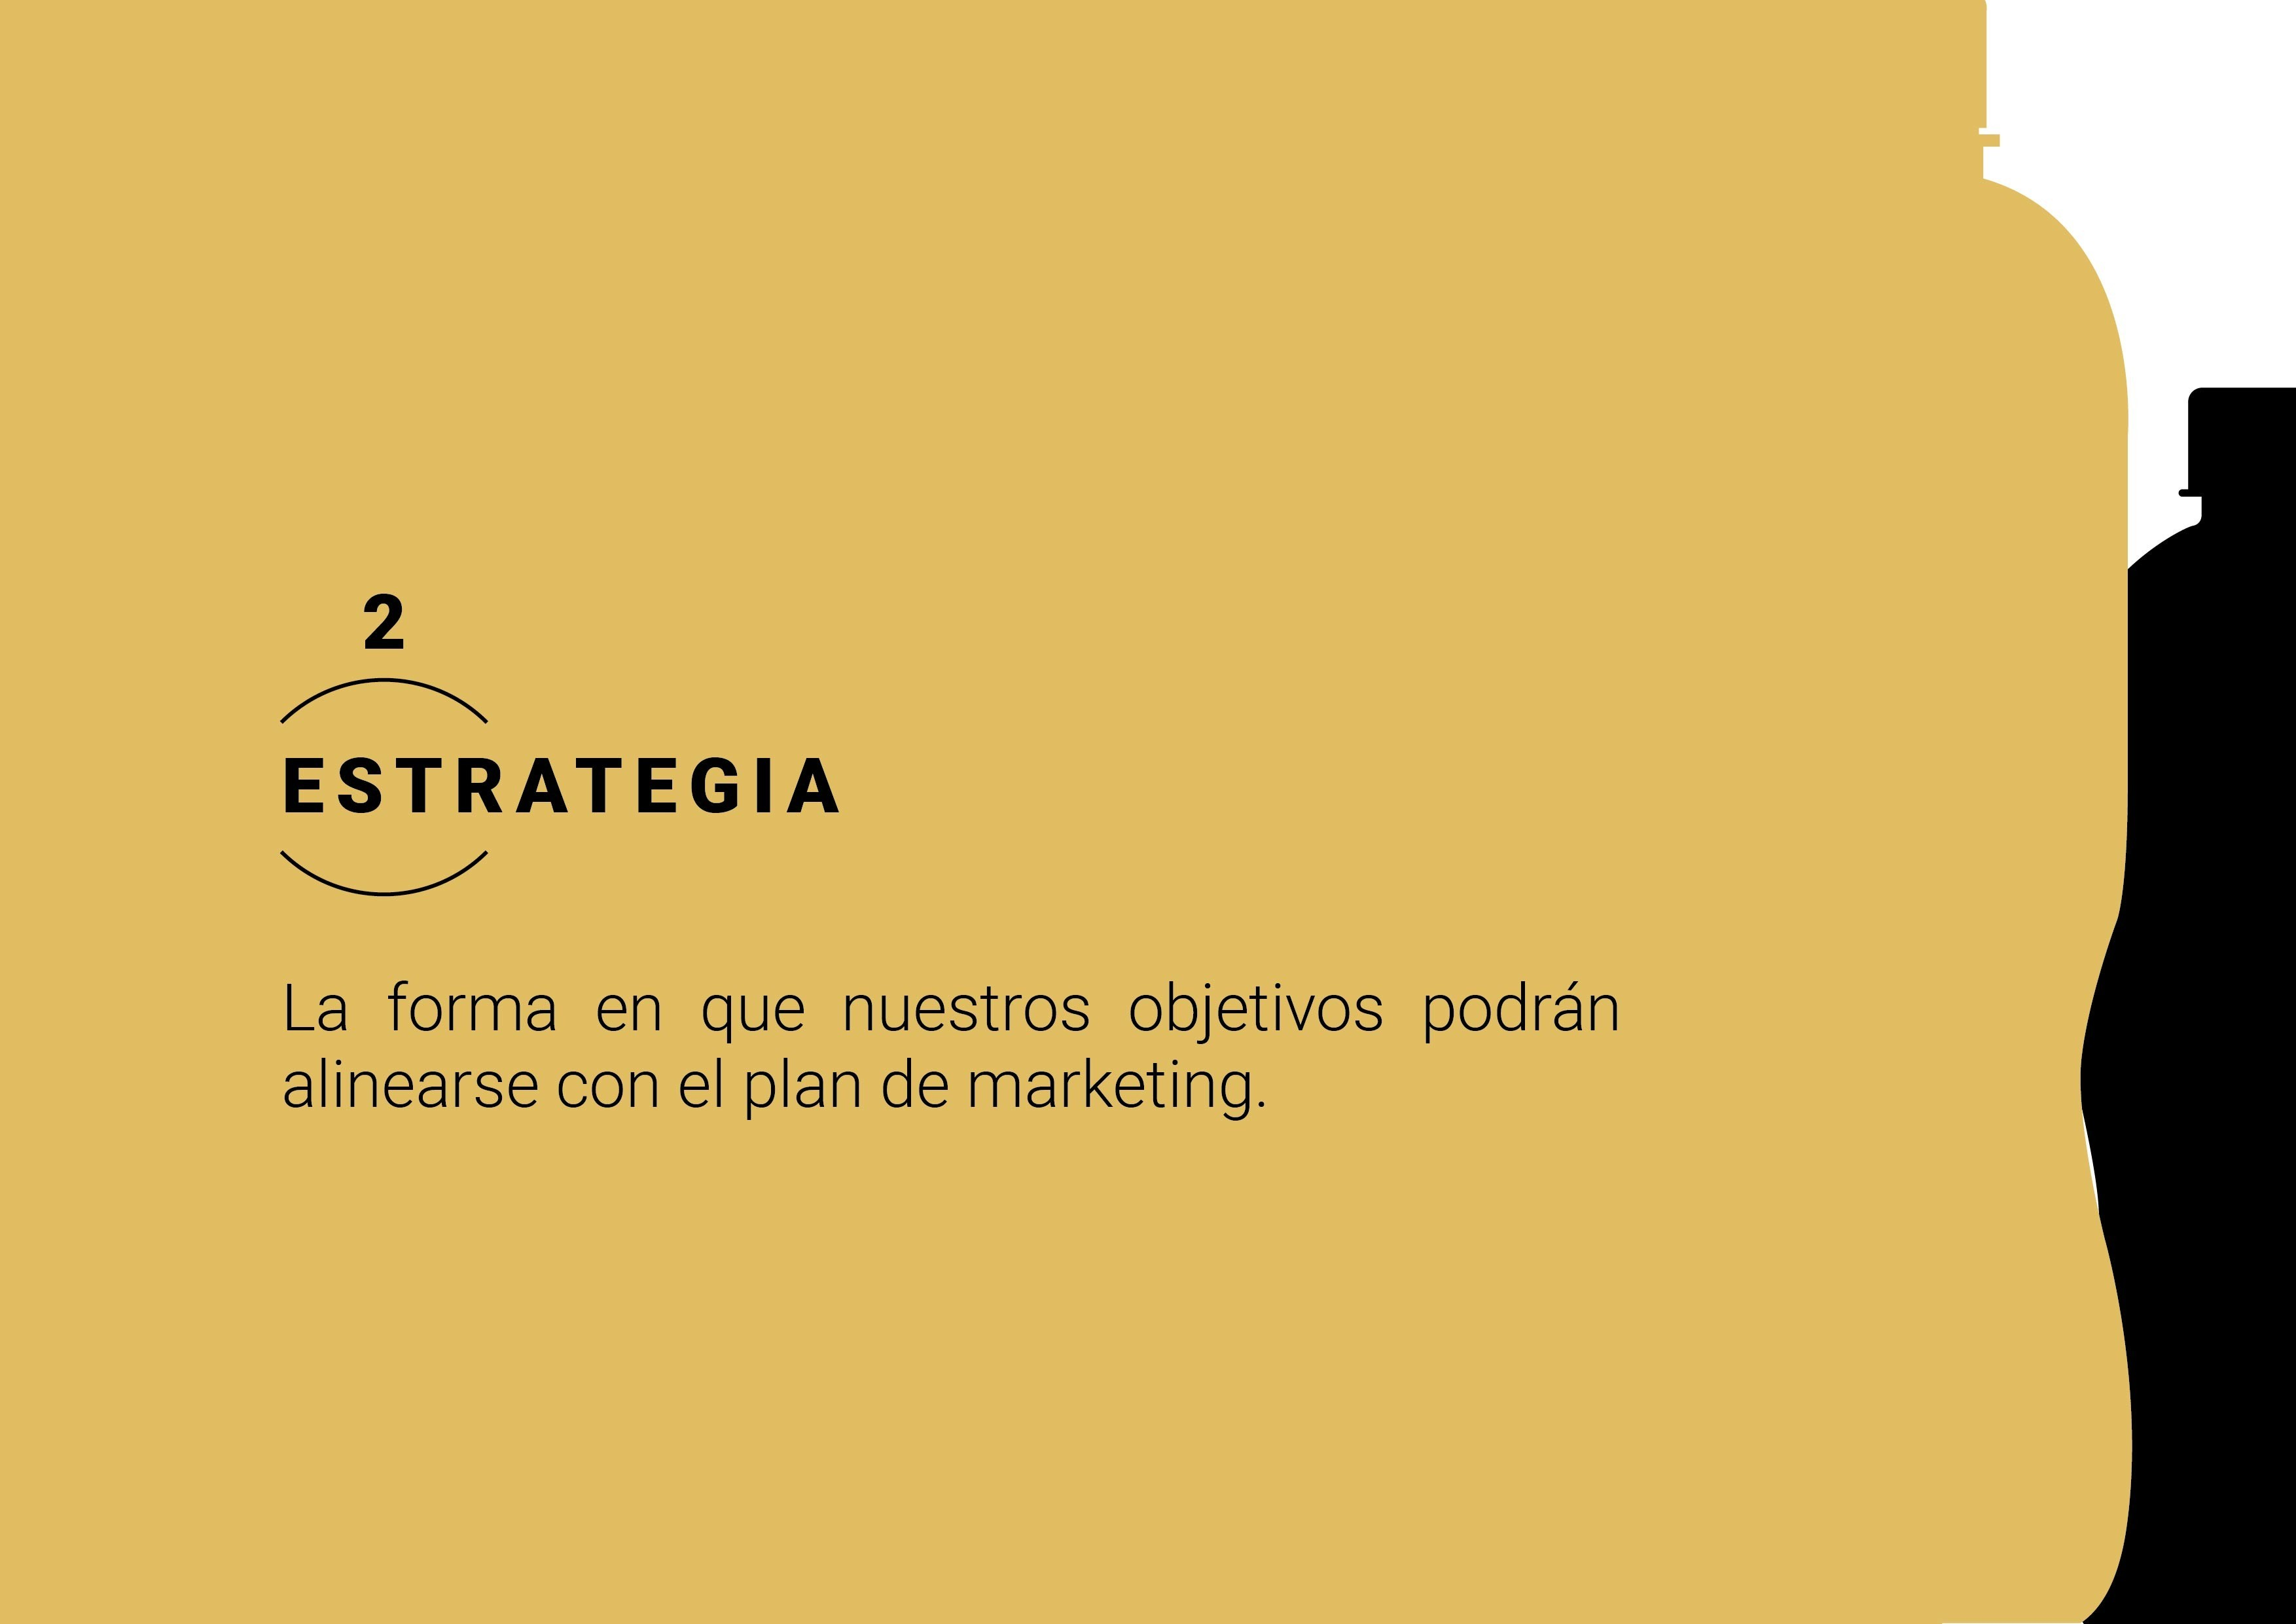 2
ESTRATEGIA
La forma en que nuestros objetivos podrán
alinearse con el plan de marketing.